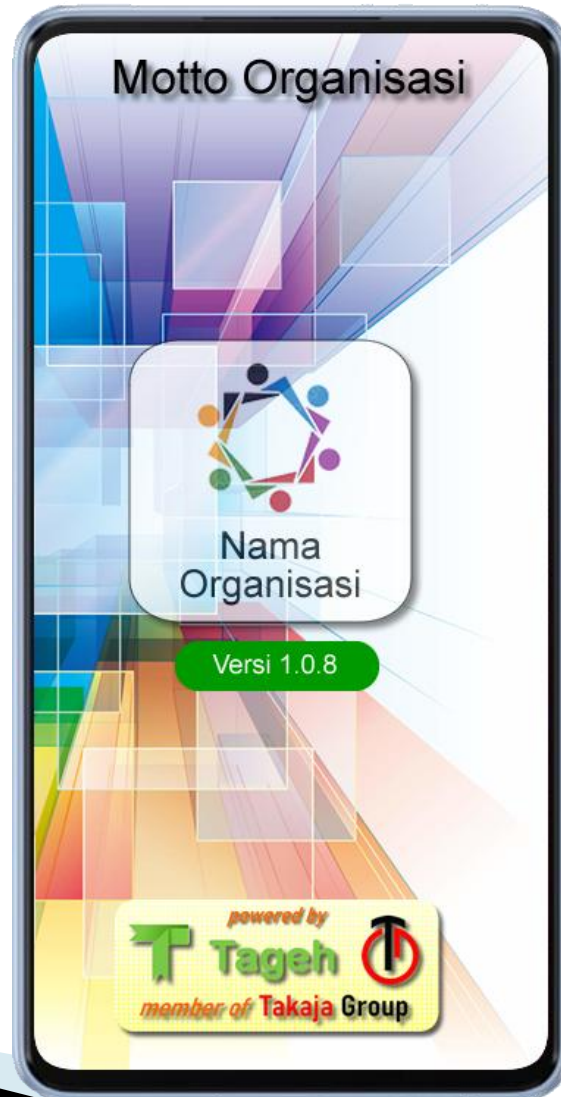 Motto Organisasi
Nama
Organisasi
Versi 1.0.8
powered by
Tageh
member of Takaja Group